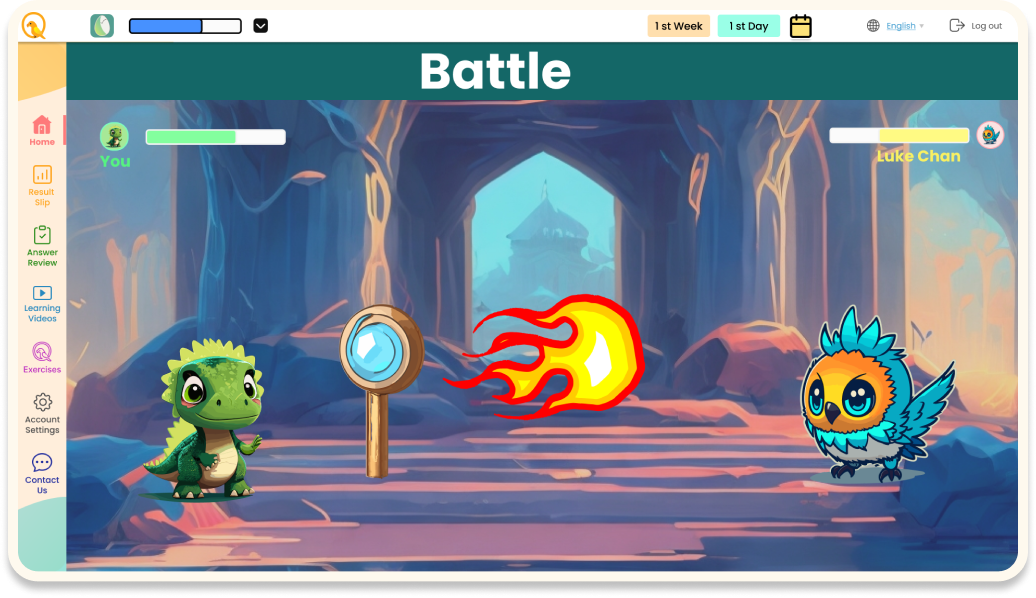 1 st Week
1 st Day
English
Log out
Battle
Home
Result
Slip
Answer
Review
Learning
Videos
Exercises
Account
Settings
Contact
Us
You
Luke Chan